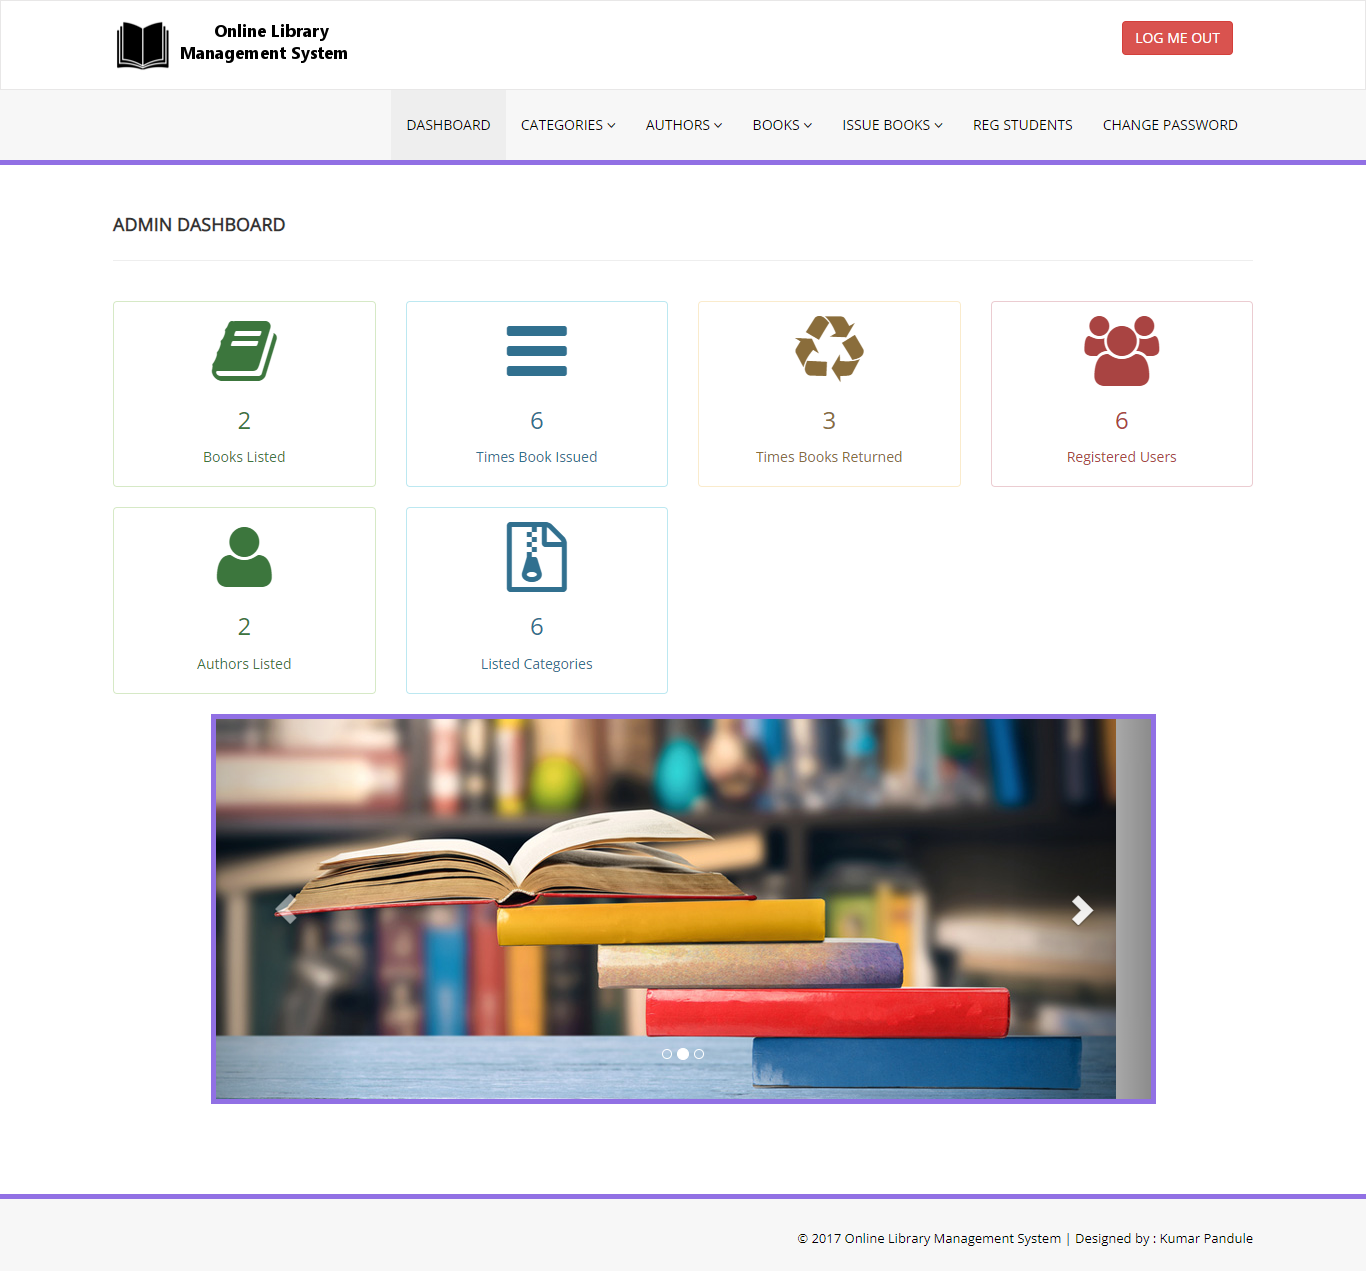 Online Library
Management System
LOG ME OUT
DASHBOARD
CATEGORIES
AUTHORS
BOOKS
ISSUE BOOKS
REG STUDENTS
CHANGE PASSWORD
ADMIN DASHBOARD
2
Books Listed
6
Times Book Issued
3
Times Books Returned
6
Registered Users
2
Authors Listed
6
Listed Categories
© 2017 Online Library Management System | Designed by : Kumar Pandule